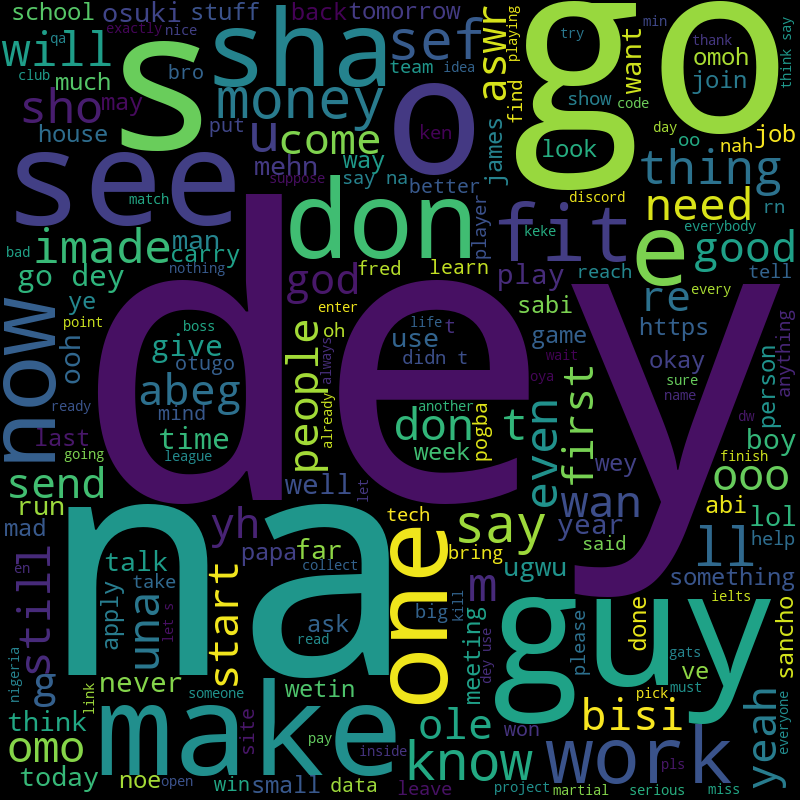 school
osuki
stuff
back
tomorrow
exactly
nice
qa
will
club
bro
team
idea
s
sha
sef
o
go
aswr
playing
min
try
thank
think say
want
omoh
join
find
show
code
sho
may
much
money
put
u
come
ken
look
day
oo
nah
job
house
mehn
way
say na
better
james
thing
see
match
suppose
man
don
player
discord
need
rn
everybody
bad
imade
carry
god
fit
keke
e
good
tell
go dey
nothing
fred
learn
play
reach
re
every
ye
enter
sabi
https
now
point
boss
dey
oh
life
t
use
game
okay
anything
ooh
give
people
didn t
wait
sure
person
otugo
always
oya
name
abeg
mind
already
another
don t
pogba
even
first
dw
boy
last
time
week
wey
finish
ready
going
league
well
let
ooo
send
wan
abi
lol
run
year
said
ll
help
mad
na
tech
one
say
yh
papa
far
bring
still
en
talk
collect
m
ugwu
something
apply
take
una
let s
start
ask
big
kill
guy
done
ielts
read
meeting
please
gats
sancho
nigeria
g
never
someone
wetin
dey use
ve
must
everyone
link
pick
think
make
site
pay
inside
ole
won
bisi
yeah
omo
know
work
pls
today
noe
open
win
small
data
leave
project
martial
serious
miss